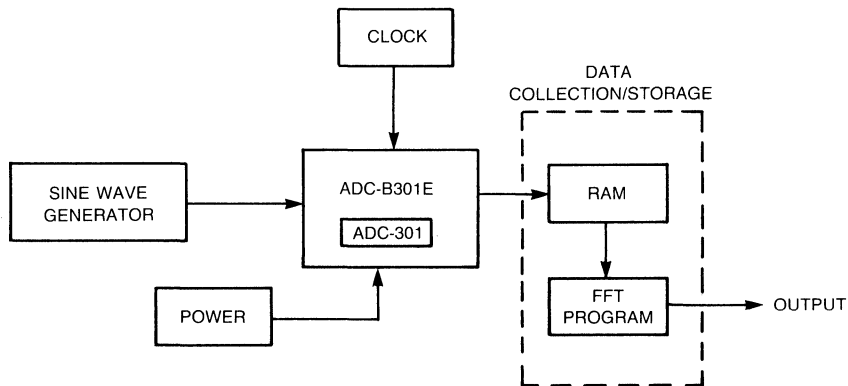 CLOCK
DATA
COLLECTION/STORAGE
SINE WAVE
GENERATOR
ADC-B301E
ADC-301
RAM
POWER
FFT
PROGRAM
OUTPUT